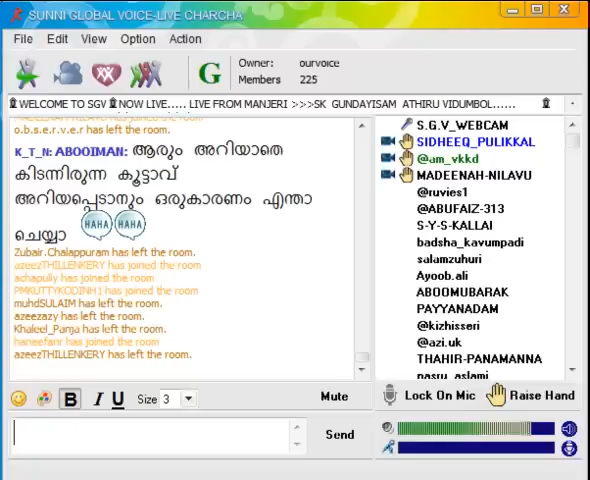 SUNNI GLOBAL VOICE-LIVE CHARCHA
File Edit View Option Action
G
Owner: ourvoice
Members 225
WELCOME TO SGV NOW LIVE..... LIVE FROM MANJERI >>>SK GUNDAYISAM ATHIRU VIDUMBOL......
o.b.s.e.r.v.e.r has left the room.
K_T_N: ABOOIMAN: ആരും അറിയാതെ
കിടന്നിരുന്ന കൂട്ടാവ്
അറിയപ്പെടാനും ഒരുകാരണം എന്താ
ചെയ്യാ HAHA HAHA
Zubair.Chalappuram has left the room.
azeezTHILLENKERY has joined the room
achapuliy has joined the room
PMKUTTYKODINH1 has joined the room
muhdSULAIM has left the room.
azeezazy has left the room.
Khaleel_Panja has left the room.
haneefanr has joined the room
azeezTHILLENKERY has left the room.
S.G.V_WEBCAM
SIDHEEQ_PULIKKAL
@am_vkkd
MADEENAH-NILAVU
@ruvies1
@ABUFAIZ-313
S-Y-S-KALLAI
badsha_kavumpadi
salamzuhuri
Ayoob.ali
ABOOMUBARAK
PAYYANADAM
@kizhisseri
@azi.uk
THAHIR-PANAMANNA
nasru_aslami
B I U Size 3 Mute
Lock On Mic Raise Hand
Send